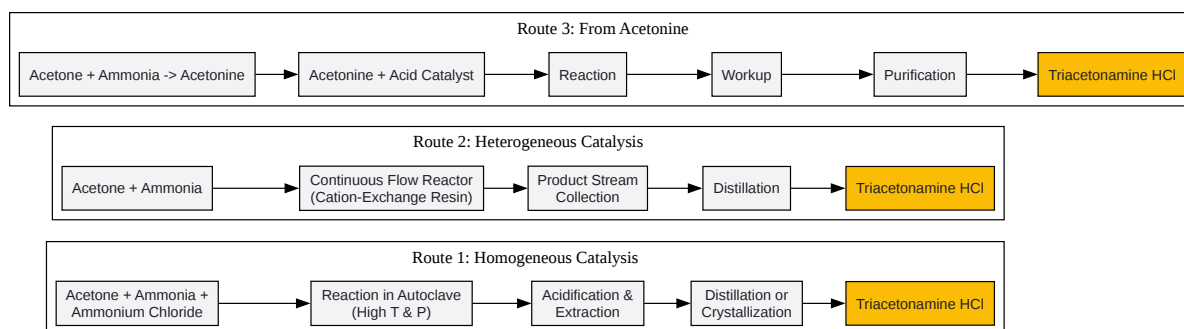 Route 3: From Acetonine
Acetone + Ammonia -> Acetonine
Acetonine + Acid Catalyst
Reaction
Workup
Purification
Triacetonamine HCl
Route 2: Heterogeneous Catalysis
Acetone + Ammonia
Continuous Flow Reactor
(Cation-Exchange Resin)
Product Stream
Collection
Distillation
Triacetonamine HCl
Route 1: Homogeneous Catalysis
Acetone + Ammonia +
Ammonium Chloride
Reaction in Autoclave
(High T & P)
Acidification &
Extraction
Distillation or
Crystallization
Triacetonamine HCl